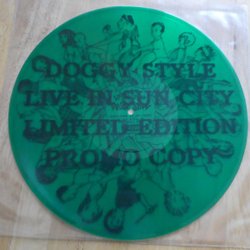 DOGGY STYLE
LIVE IN SUN CITY
LIMITED EDITION
PROMO COPY